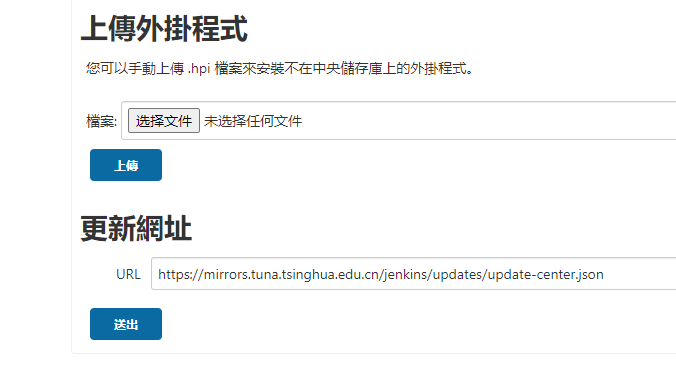 上傳外掛程式
您可以手動上傳 .hpi 檔案來安裝不在中央儲存庫上的外掛程式。
檔案: 选择文件 未选择任何文件
上傳
更新網址
URL https://mirrors.tuna.tsinghua.edu.cn/jenkins/updates/update-center.json
送出